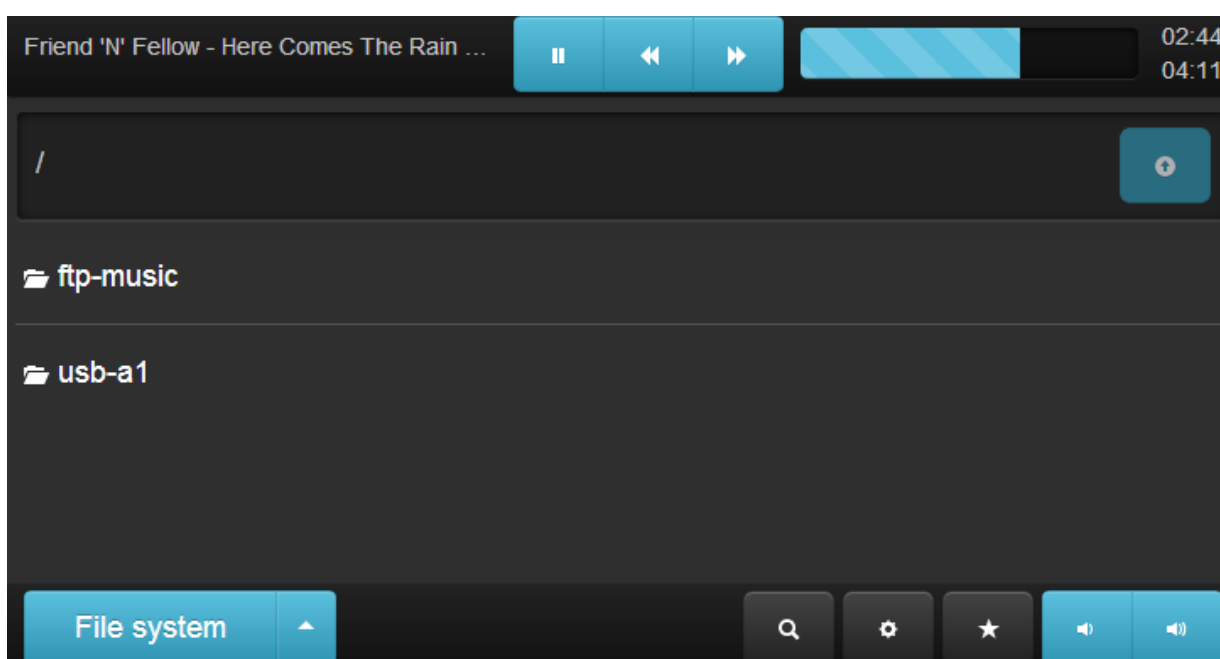 Friend 'N' Fellow - Here Comes The Rain ...
02:44
04:11
/
ftp-music
usb-a1
File system